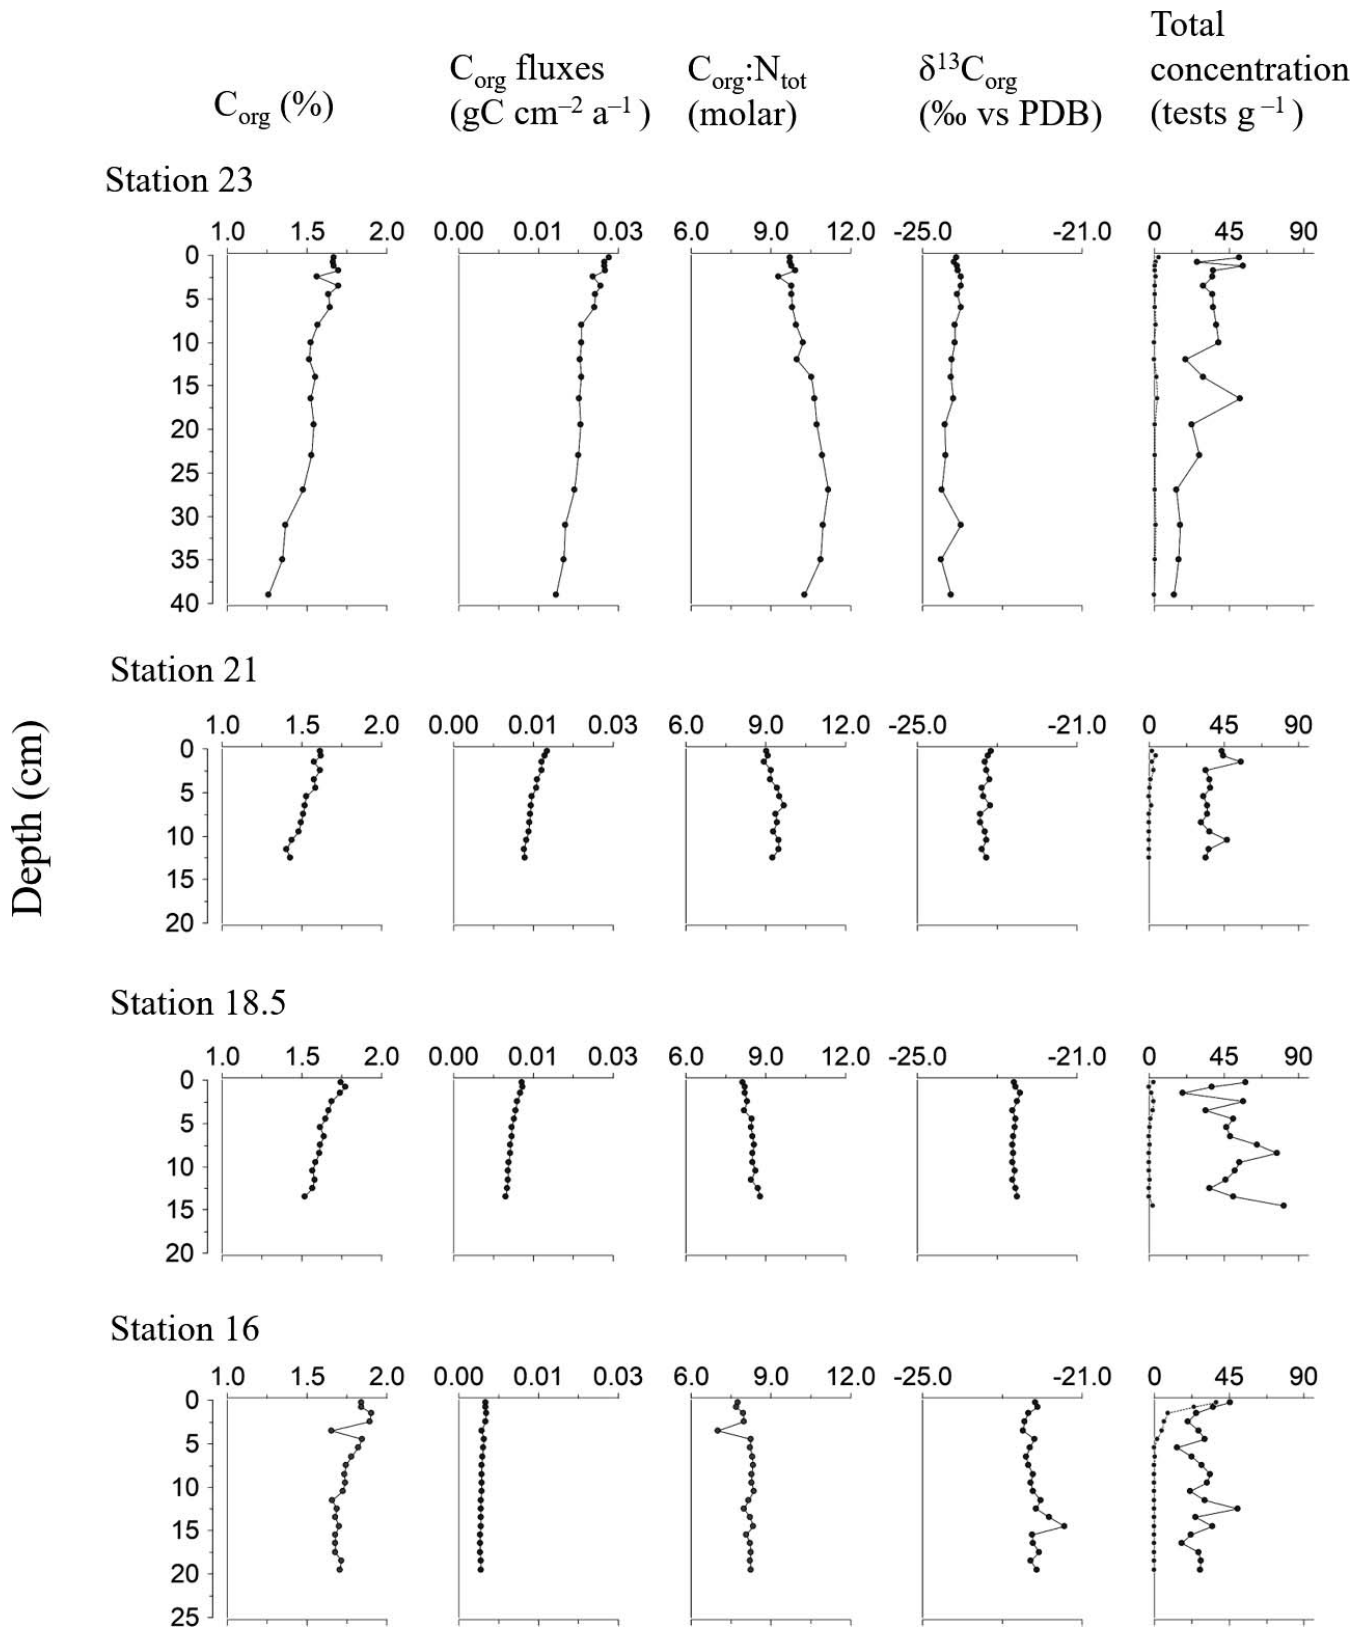 Total
C_org fluxes C_org:N_tot δ¹³C_org concentration
C_org (%) (gC cm⁻² a⁻¹ ) (molar) (‰ vs PDB) (tests g ⁻¹ )
Station 23
1.0 1.5 2.0 0.00 0.01 0.03 6.0 9.0 12.0 -25.0 -21.0 0 45 90
0
5
10
15
20
25
30
35
40
Station 21
1.0 1.5 2.0 0.00 0.01 0.03 6.0 9.0 12.0 -25.0 -21.0 0 45 90
0
5
10
15
20
Depth (cm)
Station 18.5
1.0 1.5 2.0 0.00 0.01 0.03 6.0 9.0 12.0 -25.0 -21.0 0 45 90
0
5
10
15
20
Station 16
1.0 1.5 2.0 0.00 0.01 0.03 6.0 9.0 12.0 -25.0 -21.0 0 45 90
0
5
10
15
20
25